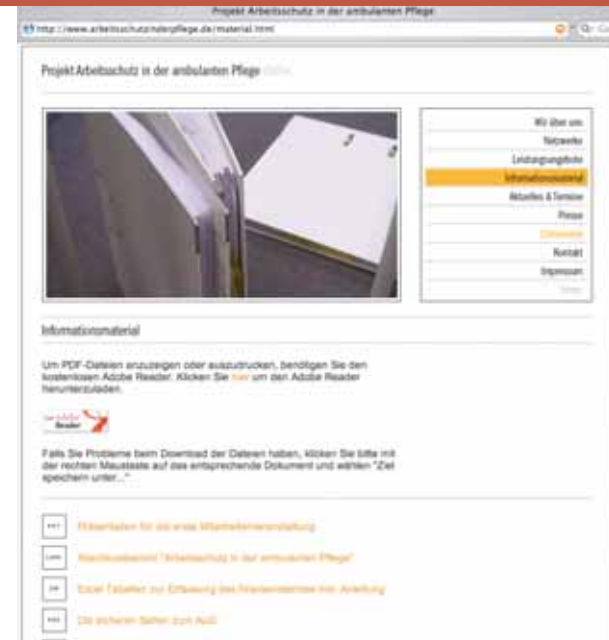 Projekt Arbeitsschutz in der ambulanten Pflege
http://www.arbeitsschutzinderpflege.de/material.html
Projekt Arbeitsschutz in der ambulanten Pflege
Wir über uns
Netzwerke
Leistungsangebote
Informationsmaterial
Aktuelles & Termine
Presse
Kontakt
Impressum
Informationsmaterial
Um PDF-Dateien anzuzeigen oder auszudrucken, benötigen Sie den
kostenlosen Adobe Reader. Klicken Sie hier um den Adobe Reader
herunterzuladen.
Reader
Falls Sie Probleme beim Download der Dateien haben, klicken Sie bitte mit
der rechten Maustaste auf das entsprechende Dokument und wählen "Ziel
speichern unter..."
Präsentation für die erste Mitarbeiterveranstaltung
Abschlussbericht "Arbeitsschutz in der ambulanten Pflege"
Excel Tabellen zur Erfassung des Krankenstandes inkl. Anleitung
Die sicheren Seiten zum AuG